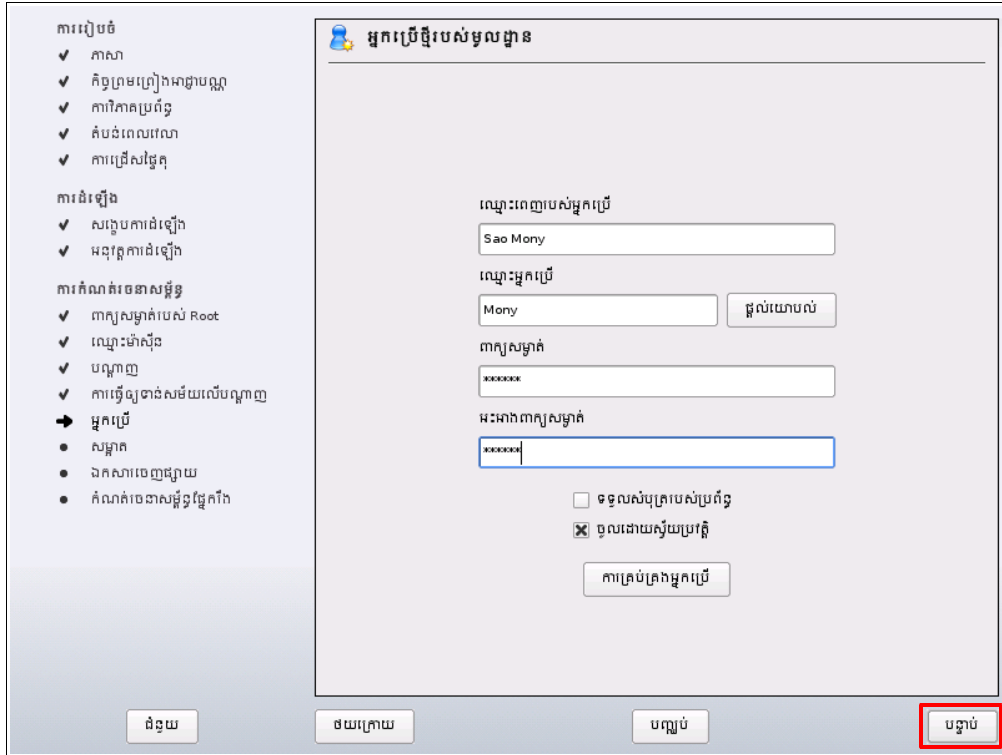 ការរៀបចំ
ភាសា
កិច្ចព្រមព្រៀងអាជ្ញាបណ្ណ
ការវិភាគប្រព័ន្ធ
តំបន់ពេលវេលា
ការជ្រើសផ្ទៃតុ
ការដំឡើង
សង្ខេបការដំឡើង
អនុវត្តការដំឡើង
ការកំណត់រចនាសម្ព័ន្ធ
ពាក្យសម្ងាត់របស់ Root
ឈ្មោះម៉ាស៊ីន
បណ្ដាញ
ការធ្វើឲ្យទាន់សម័យលើបណ្ដាញ
អ្នកប្រើ
សម្អាត
ឯកសារចេញផ្សាយ
កំណត់រចនាសម្ព័ន្ធផ្នែករឹង
អ្នកប្រើថ្មីរបស់មូលដ្ឋាន
ឈ្មោះពេញរបស់អ្នកប្រើ
Sao Mony
ឈ្មោះអ្នកប្រើ
Mony
ផ្ដល់យោបល់
ពាក្យសម្ងាត់
******
អះអាងពាក្យសម្ងាត់
******
ទទួលសំបុត្ររបស់ប្រព័ន្ធ
ចូលដោយស្វ័យប្រវត្តិ
ការគ្រប់គ្រងអ្នកប្រើ
ជំនួយ
ថយក្រោយ
បញ្ឈប់
បន្ទាប់